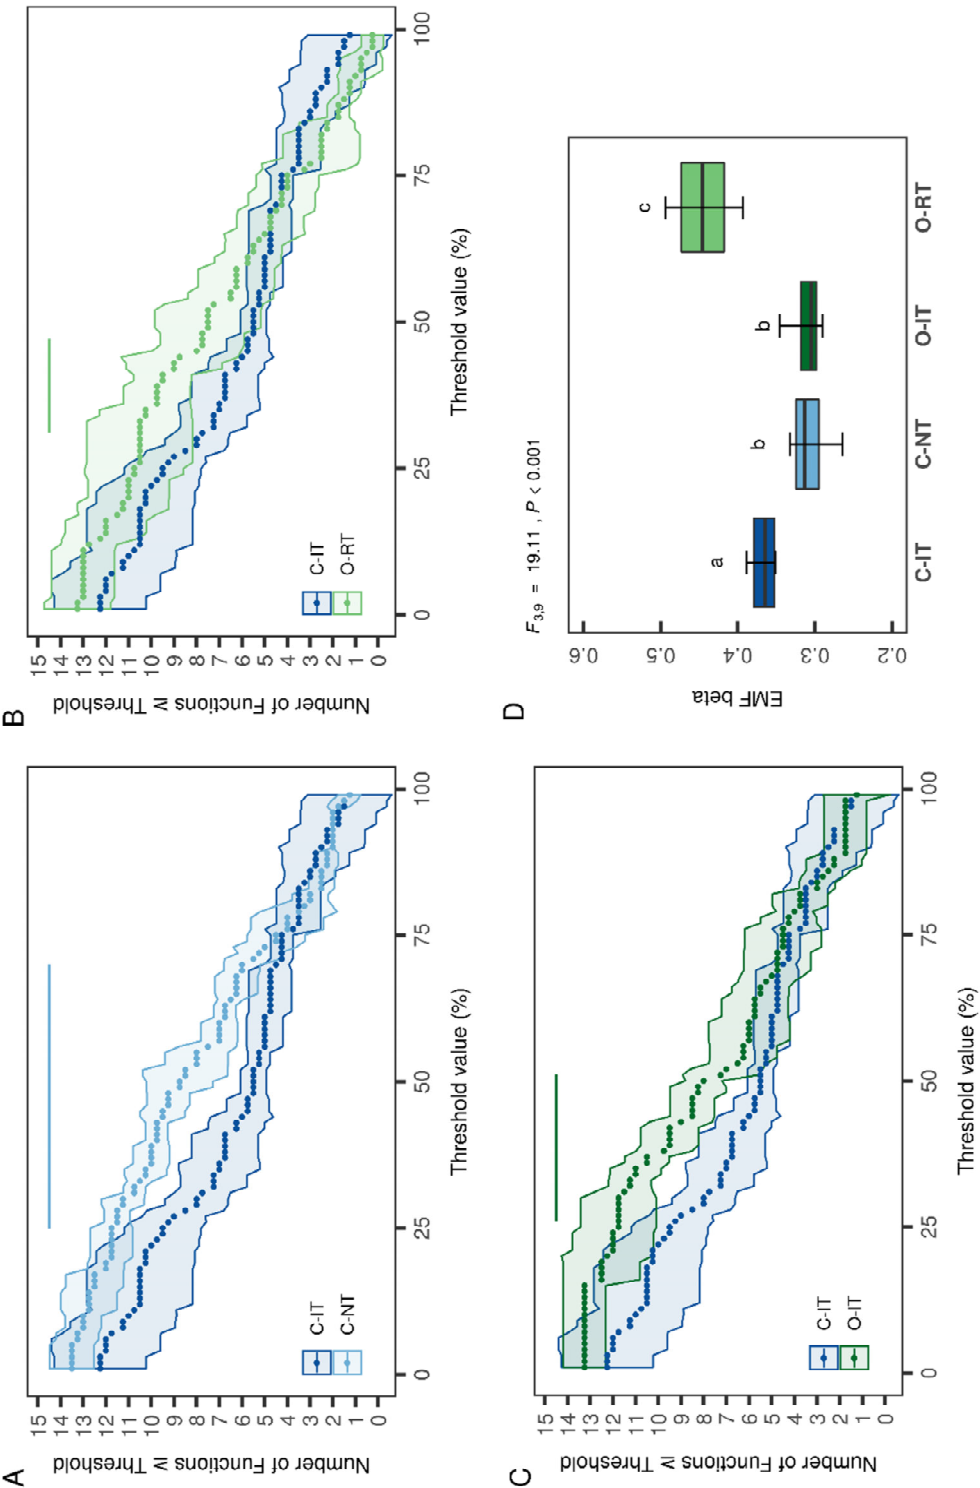 A
Number of Functions ≥ Threshold
15
14
13
12
11
10
9
8
7
6
5
4
3
2
1
0
C-IT
C-NT
0
25
50
75
100
Threshold value (%)
B
Number of Functions ≥ Threshold
15
14
13
12
11
10
9
8
7
6
5
4
3
2
1
0
C-IT
O-RT
0
25
50
75
100
Threshold value (%)
C
Number of Functions ≥ Threshold
15
14
13
12
11
10
9
8
7
6
5
4
3
2
1
0
C-IT
O-IT
0
25
50
75
100
Threshold value (%)
D
F3,9 = 19.11 , P < 0.001
EMF beta
0.6
0.5
0.4
0.3
0.2
a
b
b
c
C-IT
C-NT
O-IT
O-RT